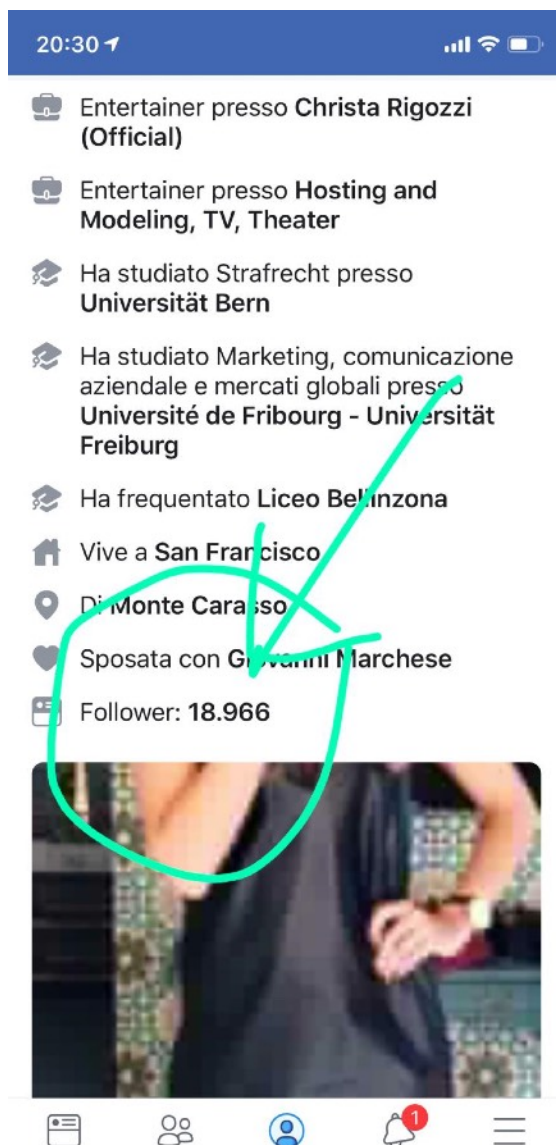 20:30
Entertainer presso Christa Rigozzi
(Official)
Entertainer presso Hosting and
Modeling, TV, Theater
Ha studiato Strafrecht presso
Universität Bern
Ha studiato Marketing, comunicazione
aziendale e mercati globali presso
Université de Fribourg - Universität
Freiburg
Ha frequentato Liceo Bellinzona
Vive a San Francisco
Di Monte Carasso
Sposata con Giovanni Marchese
Follower: 18.966
1